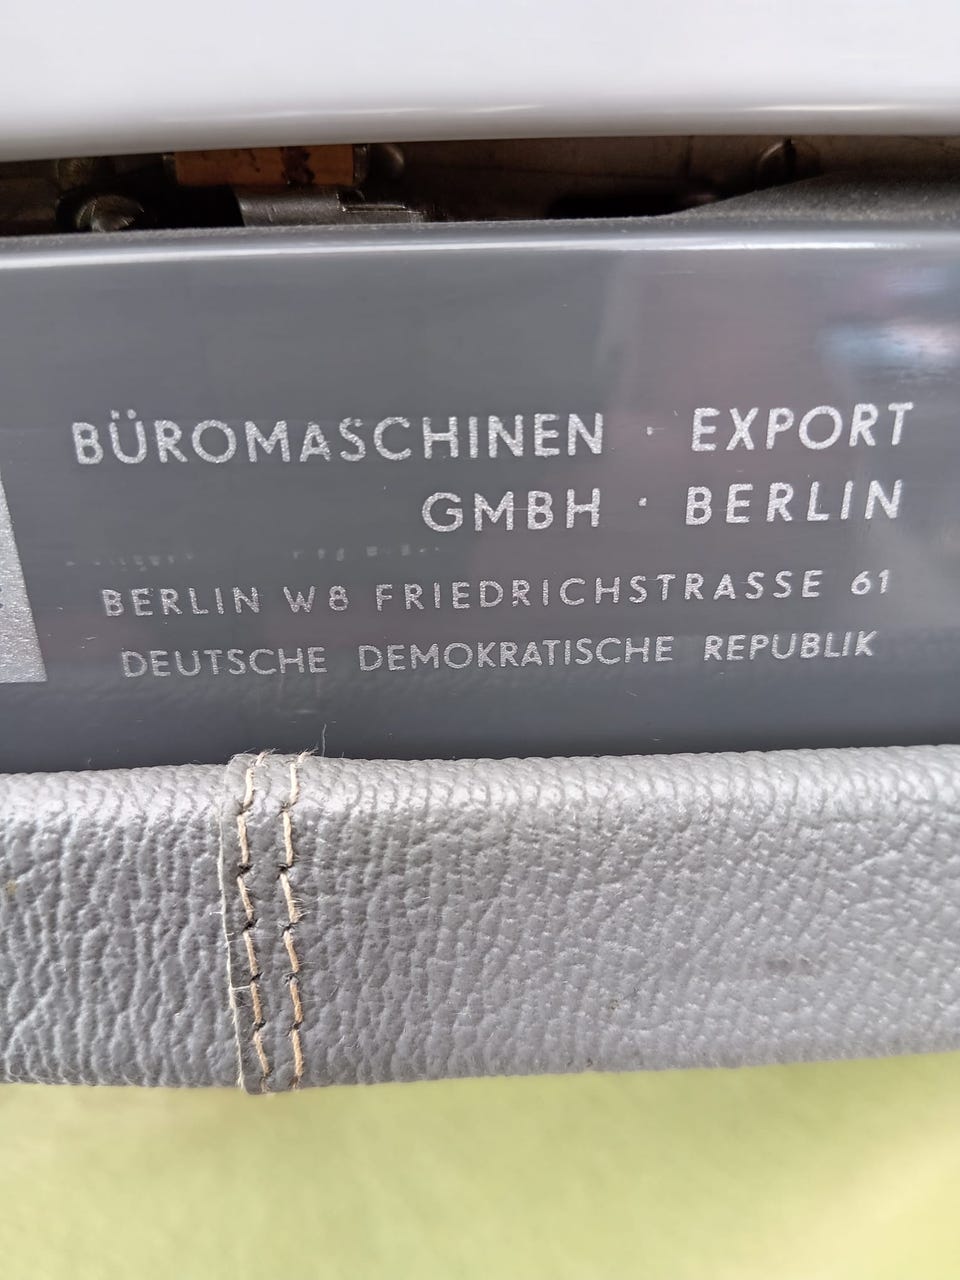 BÜROMASCHINEN · EXPORT
GMBH · BERLIN
BERLIN W8 FRIEDRICHSTRASSE 61
DEUTSCHE DEMOKRATISCHE REPUBLIK